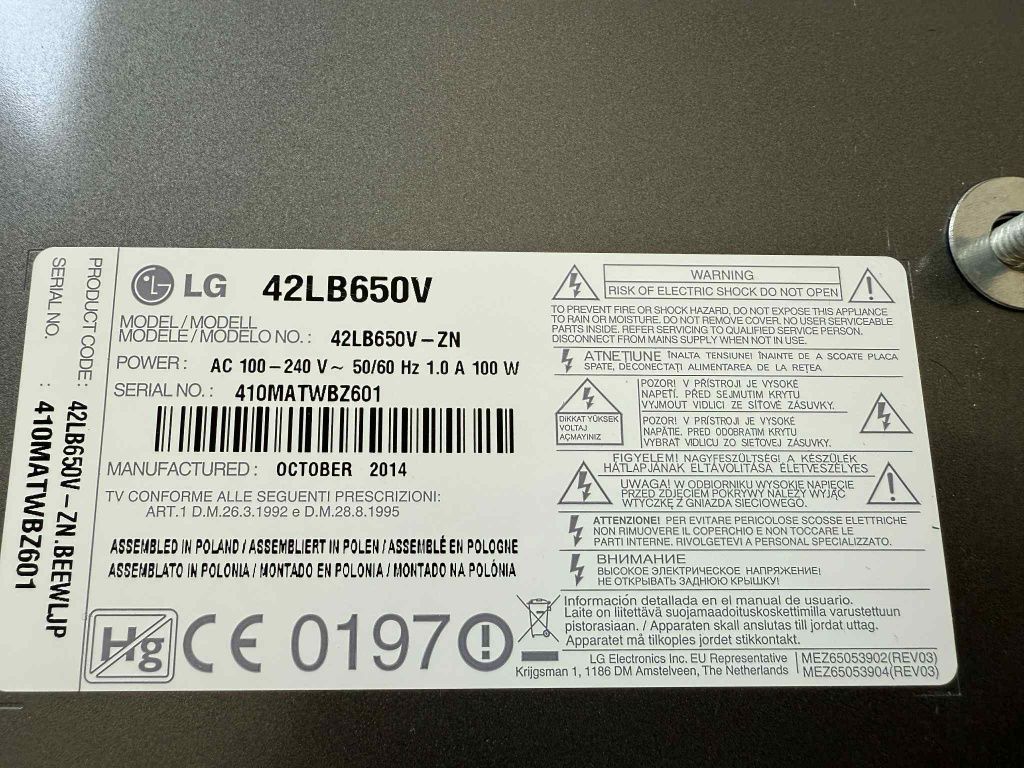 SERIAL NO. : 410MATWBZ601
PRODUCT CODE: 42LB650V-ZN.BEEWLJP
LG 42LB650V
MODEL/MODELL
MODELE/MODELO NO.: 42LB650V-ZN
POWER: AC 100-240 V~ 50/60 Hz 1.0 A 100 W
SERIAL NO.: 410MATWBZ601
MANUFACTURED: OCTOBER 2014
TV CONFORME ALLE SEGUENTI PRESCRIZIONI:
ART.1 D.M.26.3.1992 e D.M.28.8.1995
ASSEMBLED IN POLAND / ASSEMBLIERT IN POLEN / ASSEMBLÉ EN POLOGNE
ASSEMBLATO IN POLONIA / MONTADO EN POLONIA / MONTADO NA POLÓNIA
Hg CE 0197
WARNING
RISK OF ELECTRIC SHOCK DO NOT OPEN
TO PREVENT FIRE OR SHOCK HAZARD, DO NOT EXPOSE THIS APPLIANCE
TO RAIN OR MOISTURE. DO NOT REMOVE COVER. NO USER SERVICEABLE
PARTS INSIDE. REFER SERVICING TO QUALIFIED SERVICE PERSON.
DISCONNECT FROM MAINS SUPPLY WHEN NOT IN USE.
ATNEŢIUNE ÎNALTA TENSIUNE! ÎNAINTE DE A SCOATE PLACA
SPATE, DECONECTAŢI ALIMENTAREA DE LA REŢEA
DIKKAT YÜKSEK
VOLTAJ
AÇMAYINIZ
POZOR! V PŘÍSTROJI JE VYSOKÉ
NAPĚTÍ. PŘED SEJMUTÍM KRYTU
VYJMOUT VIDLICI ZE SÍŤOVÉ ZÁSUVKY.
POZOR! V PRÍSTROJI JE VYSOKÉ
NAPÄTIE, PRED ODOBRATIM KRYTU
VYBRAŤ VIDLICU ZO SIEŤOVEJ ZÁSUVKY.
FIGYELEM! NAGYFESZÜLTSÉG! A KÉSZÜLÉK
HÁTLAPJÁNAK ELTÁVOLÍTÁSA ÉLETVESZÉLYES
UWAGA! W ODBIORNIKU WYSOKIE NAPIĘCIE
PRZED ZDJĘCIEM POKRYWY NALEŻY WYJĄĆ
WTYCZKĘ Z GNIAZDA SIECIOWEGO.
ATTENZIONE! PER EVITARE PERICOLOSE SCOSSE ELETTRICHE
NON RIMUOVERE IL COPERCHIO E NON TOCCARE LE
PARTI INTERNE. RIVOLGETEVI A PERSONAL SPECIALIZZATO.
ВНИМАНИЕ
ВЫСОКОЕ ЭЛЕКТРИЧЕСКОЕ НАПРЯЖЕНИЕ!
НЕ ОТКРЫВАТЬ ЗАДНЮЮ КРЫШКУ!
Información detallada en el manual de usuario.
Laite on liitettävä suojamaadoituskoskettimilla varustettuun
pistorasiaan. / Apparaten skall anslutas till jordat uttag.
Apparatet må tilkoples jordet stikkontakt.
LG Electronics Inc. EU Representative
Krijgsman 1, 1186 DM Amstelveen, The Netherlands
MEZ65053902(REV03)
MEZ65053904(REV03)